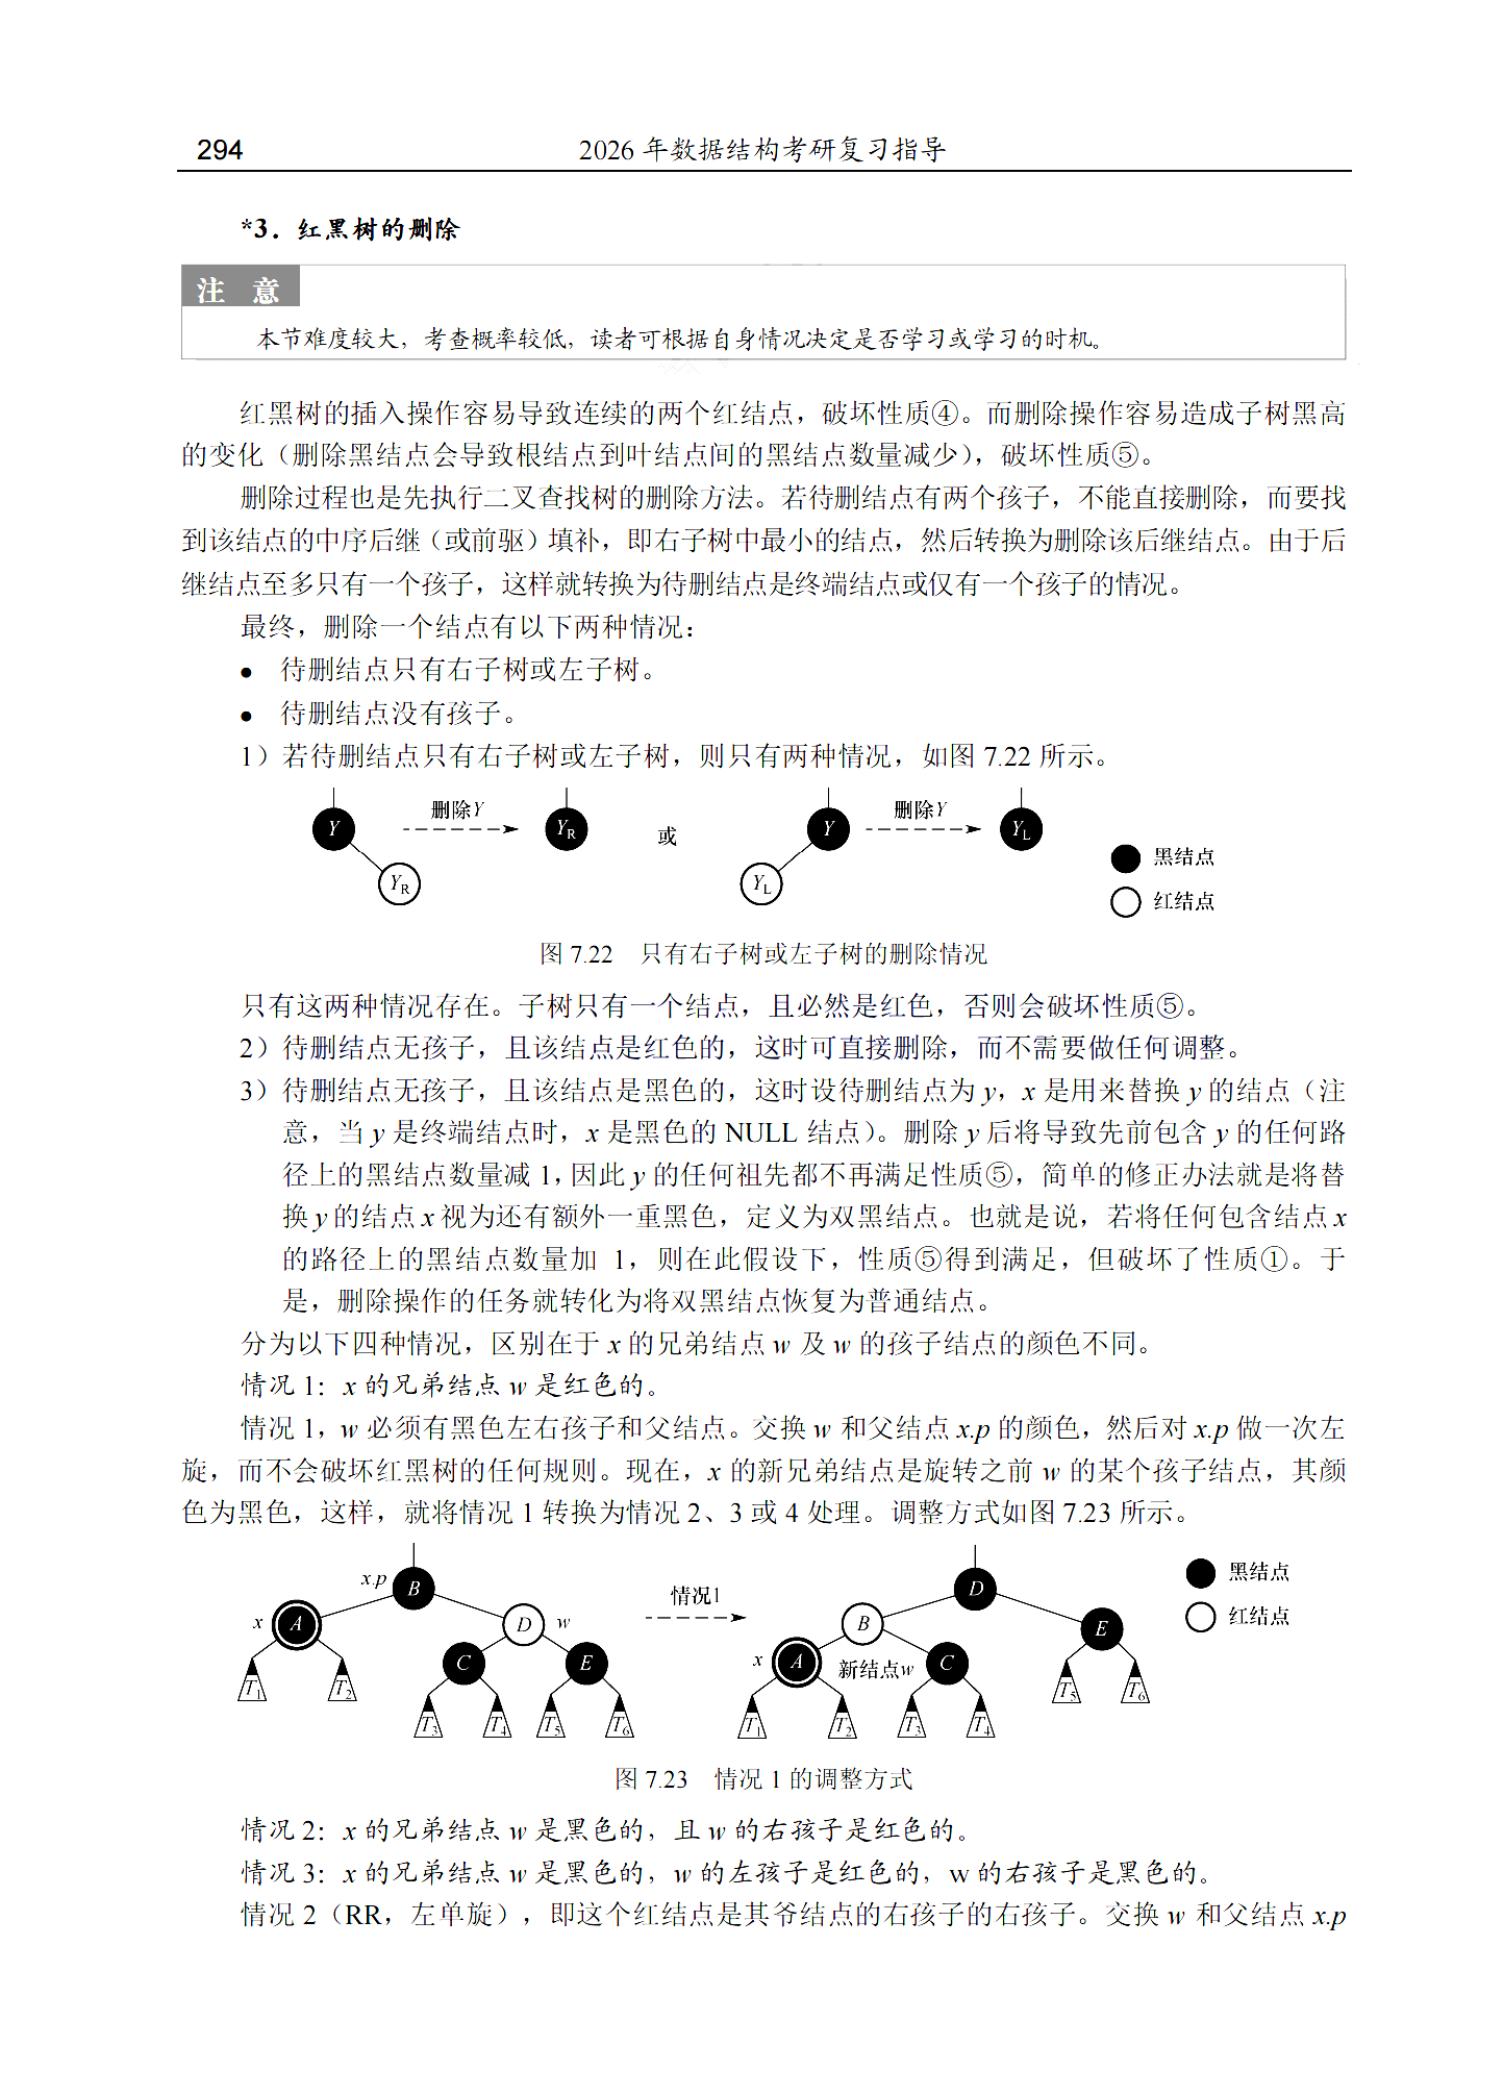 294
2026 年数据结构考研复习指导
*3．红黑树的删除
注 意
本节难度较大，考查概率较低，读者可根据自身情况决定是否学习或学习的时机。
红黑树的插入操作容易导致连续的两个红结点，破坏性质④。而删除操作容易造成子树黑高
的变化（删除黑结点会导致根结点到叶结点间的黑结点数量减少），破坏性质⑤。
删除过程也是先执行二叉查找树的删除方法。若待删结点有两个孩子，不能直接删除，而要找
到该结点的中序后继（或前驱）填补，即右子树中最小的结点，然后转换为删除该后继结点。由于后
继结点至多只有一个孩子，这样就转换为待删结点是终端结点或仅有一个孩子的情况。
最终，删除一个结点有以下两种情况：
● 待删结点只有右子树或左子树。
● 待删结点没有孩子。
1）若待删结点只有右子树或左子树，则只有两种情况，如图 7.22 所示。
Y 删除Y YR 或 Y 删除Y YL
YR YL
黑结点
红结点
图 7.22 只有右子树或左子树的删除情况
只有这两种情况存在。子树只有一个结点，且必然是红色，否则会破坏性质⑤。
2）待删结点无孩子，且该结点是红色的，这时可直接删除，而不需要做任何调整。
3）待删结点无孩子，且该结点是黑色的，这时设待删结点为 y，x 是用来替换 y 的结点（注
意，当 y 是终端结点时，x 是黑色的 NULL 结点）。删除 y 后将导致先前包含 y 的任何路
径上的黑结点数量减 1，因此 y 的任何祖先都不再满足性质⑤，简单的修正办法就是将替
换 y 的结点 x 视为还有额外一重黑色，定义为双黑结点。也就是说，若将任何包含结点 x
的路径上的黑结点数量加 1，则在此假设下，性质⑤得到满足，但破坏了性质①。于
是，删除操作的任务就转化为将双黑结点恢复为普通结点。
分为以下四种情况，区别在于 x 的兄弟结点 w 及 w 的孩子结点的颜色不同。
情况 1：x 的兄弟结点 w 是红色的。
情况 1，w 必须有黑色左右孩子和父结点。交换 w 和父结点 x.p 的颜色，然后对 x.p 做一次左
旋，而不会破坏红黑树的任何规则。现在，x 的新兄弟结点是旋转之前 w 的某个孩子结点，其颜
色为黑色，这样，就将情况 1 转换为情况 2、3 或 4 处理。调整方式如图 7.23 所示。
x.p B 情况1 D 黑结点
x A D w B E 红结点
C E x A 新结点w C
T1 T2 T5 T6
T3 T4 T5 T6 T1 T2 T3 T4
图 7.23 情况 1 的调整方式
情况 2：x 的兄弟结点 w 是黑色的，且 w 的右孩子是红色的。
情况 3：x 的兄弟结点 w 是黑色的，w 的左孩子是红色的，w 的右孩子是黑色的。
情况 2（RR，左单旋），即这个红结点是其爷结点的右孩子的右孩子。交换 w 和父结点 x.p